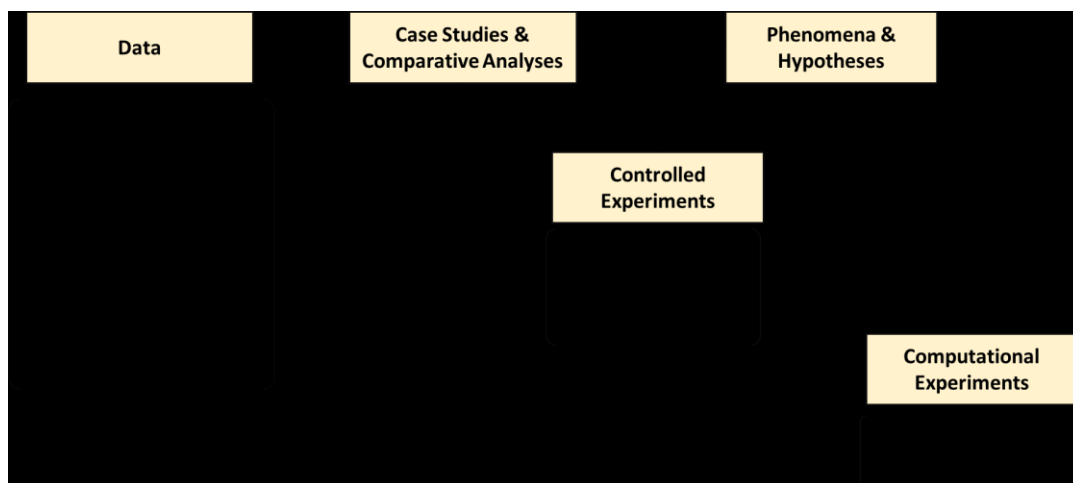 Data
Case Studies &
Comparative Analyses
Phenomena &
Hypotheses
Controlled
Experiments
Computational
Experiments